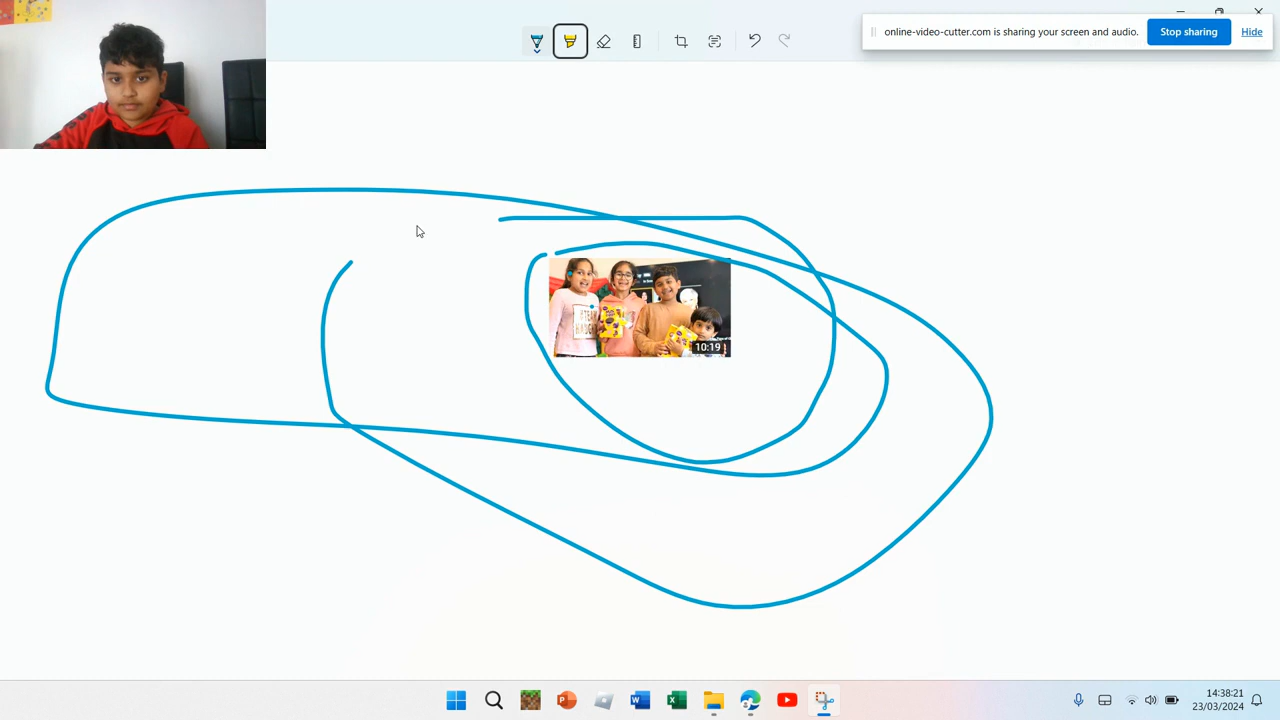 online-video-cutter.com is sharing your screen and audio.
Stop sharing
Hide
10:19
14:38:21
23/03/2024